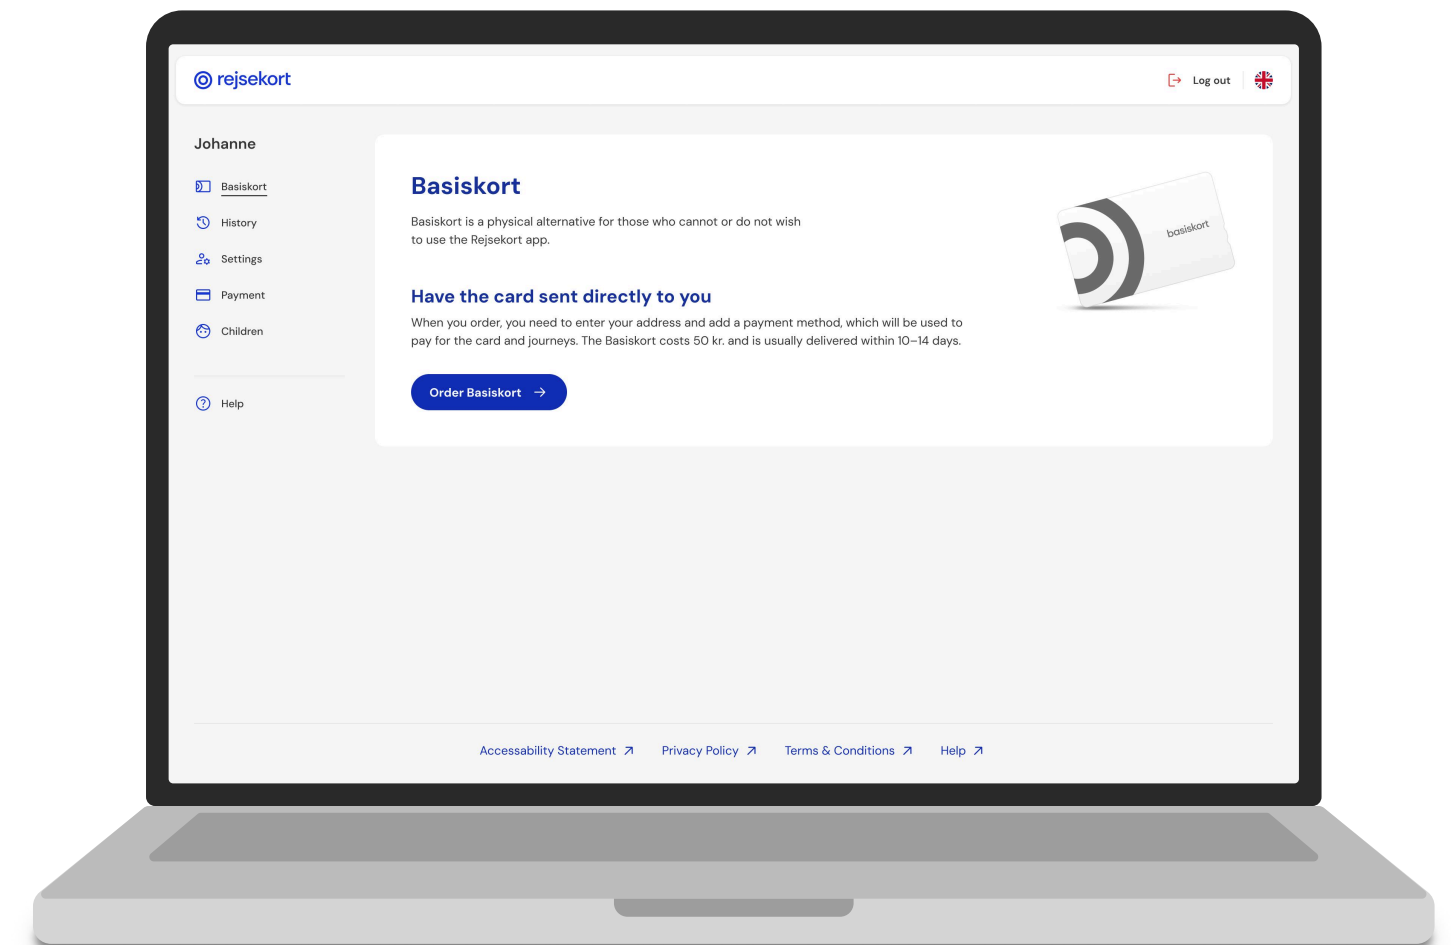 rejsekort
Log out
Johanne
Basiskort
History
Settings
Payment
Children
Help
Basiskort
Basiskort is a physical alternative for those who cannot or do not wish
to use the Rejsekort app.
basiskort
Have the card sent directly to you
When you order, you need to enter your address and add a payment method, which will be used to
pay for the card and journeys. The Basiskort costs 50 kr. and is usually delivered within 10–14 days.
Order Basiskort
Accessability Statement
Privacy Policy
Terms & Conditions
Help